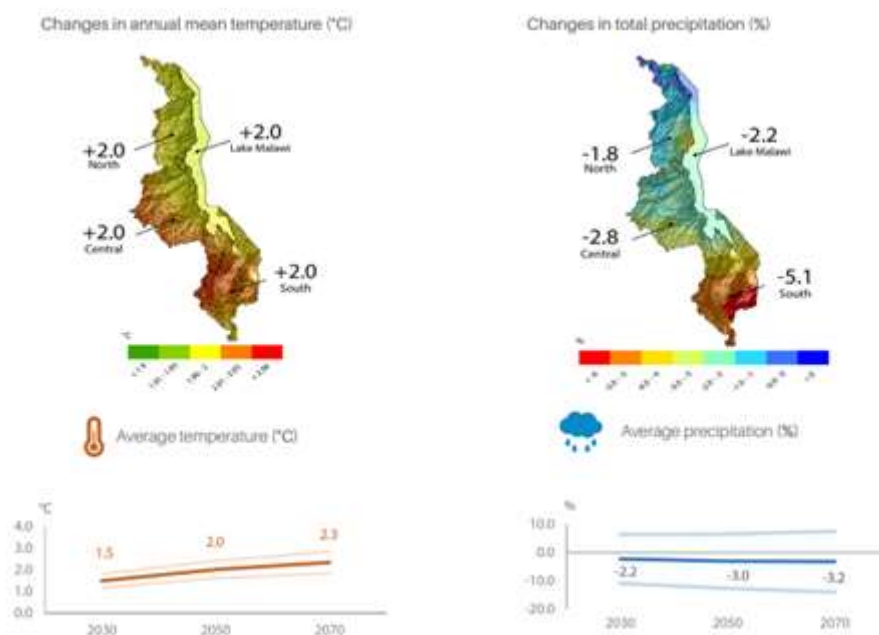 Changes in annual mean temperature (°C)
+2.0
Lake Malawi
+2.0
North
+2.0
Central
+2.0
South
°C
Changes in total precipitation (%)
-2.2
Lake Malawi
-1.8
North
-2.8
Central
-5.1
South
%
Average temperature (°C)
°C
4.0
3.0
2.0
1.0
0.0
1.5
2.0
2.3
2030
2050
2070
Average precipitation (%)
%
10.0
0.0
-10.0
-20.0
-2.2
-3.0
-3.2
2030
2050
2070